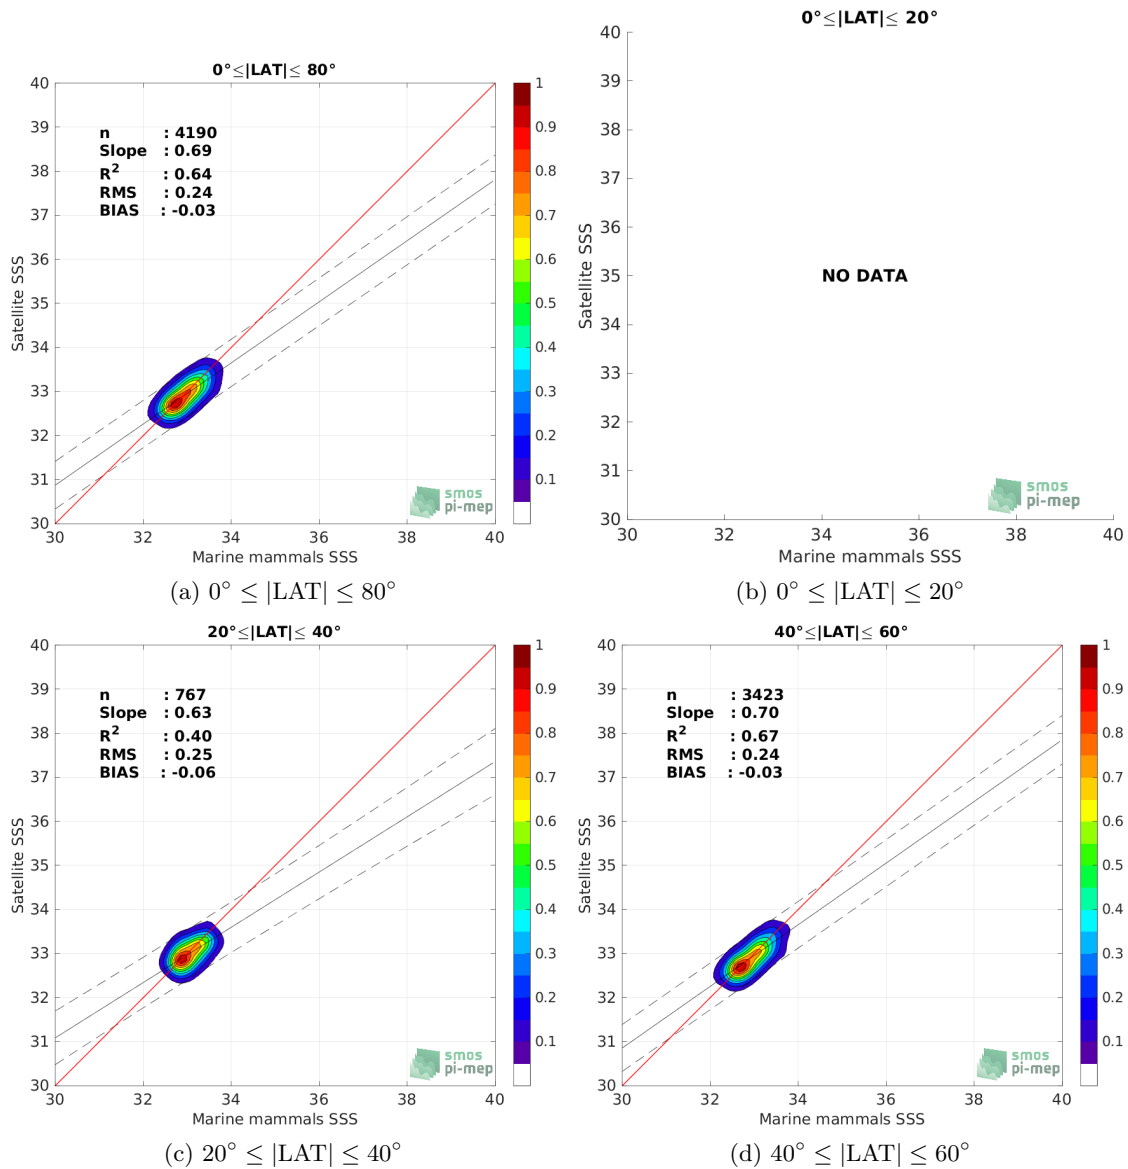 0°≤|LAT|≤ 80°
40
39
38
37
36
35
34
33
32
31
30
Satellite SSS
n : 4190
Slope : 0.69
R² : 0.64
RMS : 0.24
BIAS : -0.03
smos
pi-mep
30 32 34 36 38 40
Marine mammals SSS
1
0.9
0.8
0.7
0.6
0.5
0.4
0.3
0.2
0.1
(a) 0° ≤ |LAT| ≤ 80°
0°≤|LAT|≤ 20°
40
39
38
37
36
35
34
33
32
31
30
Satellite SSS
NO DATA
smos
pi-mep
30 32 34 36 38 40
Marine mammals SSS
(b) 0° ≤ |LAT| ≤ 20°
20°≤|LAT|≤ 40°
40
39
38
37
36
35
34
33
32
31
30
Satellite SSS
n : 767
Slope : 0.63
R² : 0.40
RMS : 0.25
BIAS : -0.06
smos
pi-mep
30 32 34 36 38 40
Marine mammals SSS
1
0.9
0.8
0.7
0.6
0.5
0.4
0.3
0.2
0.1
(c) 20° ≤ |LAT| ≤ 40°
40°≤|LAT|≤ 60°
40
39
38
37
36
35
34
33
32
31
30
Satellite SSS
n : 3423
Slope : 0.70
R² : 0.67
RMS : 0.24
BIAS : -0.03
smos
pi-mep
30 32 34 36 38 40
Marine mammals SSS
1
0.9
0.8
0.7
0.6
0.5
0.4
0.3
0.2
0.1
(d) 40° ≤ |LAT| ≤ 60°